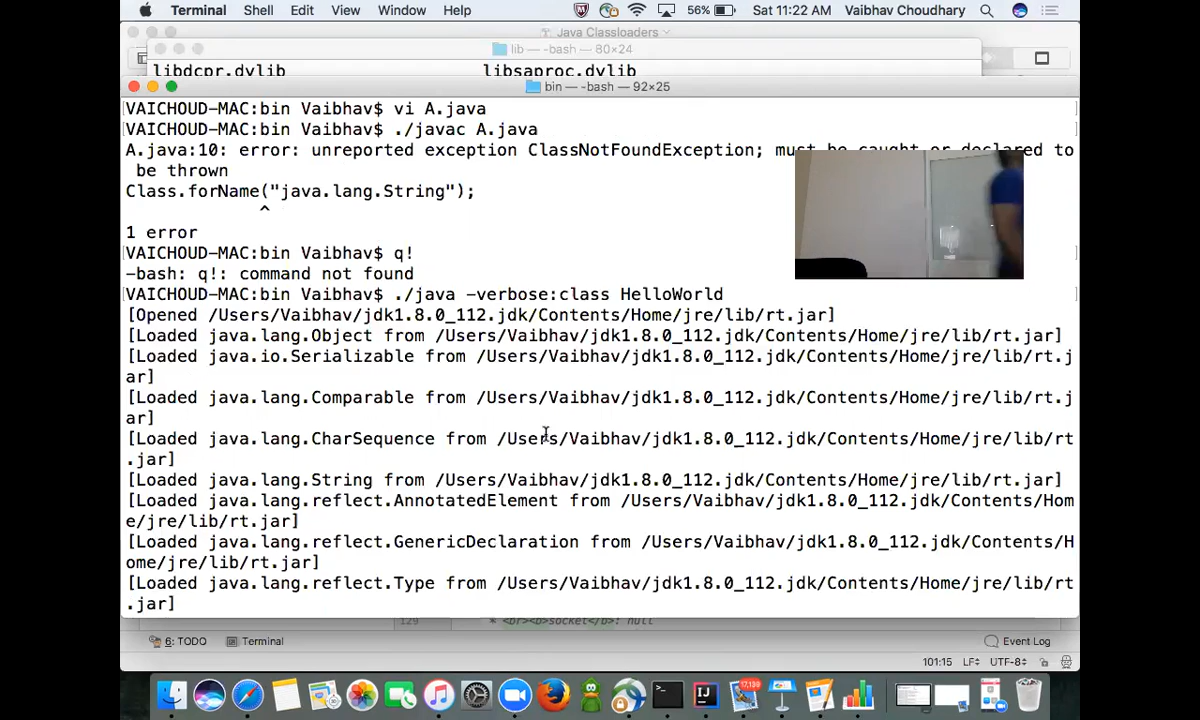 Terminal Shell Edit View Window Help 56% Sat 11:22 AM Vaibhav Choudhary
Java Classloaders
lib — -bash — 80×24
libdcpr.dylib libsaproc.dylib
bin — -bash — 92×25
VAICHOUD-MAC:bin Vaibhav$ vi A.java
VAICHOUD-MAC:bin Vaibhav$ ./javac A.java
A.java:10: error: unreported exception ClassNotFoundException; must be caught or declared to
be thrown
Class.forName("java.lang.String");
^
1 error
VAICHOUD-MAC:bin Vaibhav$ q!
-bash: q!: command not found
VAICHOUD-MAC:bin Vaibhav$ ./java -verbose:class HelloWorld
[Opened /Users/Vaibhav/jdk1.8.0_112.jdk/Contents/Home/jre/lib/rt.jar]
[Loaded java.lang.Object from /Users/Vaibhav/jdk1.8.0_112.jdk/Contents/Home/jre/lib/rt.jar]
[Loaded java.io.Serializable from /Users/Vaibhav/jdk1.8.0_112.jdk/Contents/Home/jre/lib/rt.j
ar]
[Loaded java.lang.Comparable from /Users/Vaibhav/jdk1.8.0_112.jdk/Contents/Home/jre/lib/rt.j
ar]
[Loaded java.lang.CharSequence from /Users/Vaibhav/jdk1.8.0_112.jdk/Contents/Home/jre/lib/rt
.jar]
[Loaded java.lang.String from /Users/Vaibhav/jdk1.8.0_112.jdk/Contents/Home/jre/lib/rt.jar]
[Loaded java.lang.reflect.AnnotatedElement from /Users/Vaibhav/jdk1.8.0_112.jdk/Contents/Hom
e/jre/lib/rt.jar]
[Loaded java.lang.reflect.GenericDeclaration from /Users/Vaibhav/jdk1.8.0_112.jdk/Contents/H
ome/jre/lib/rt.jar]
[Loaded java.lang.reflect.Type from /Users/Vaibhav/jdk1.8.0_112.jdk/Contents/Home/jre/lib/rt
.jar]
129 * <br><b>socket</b>: null
6: TODO Terminal Event Log
101:15 LF÷ UTF-8÷
17,139